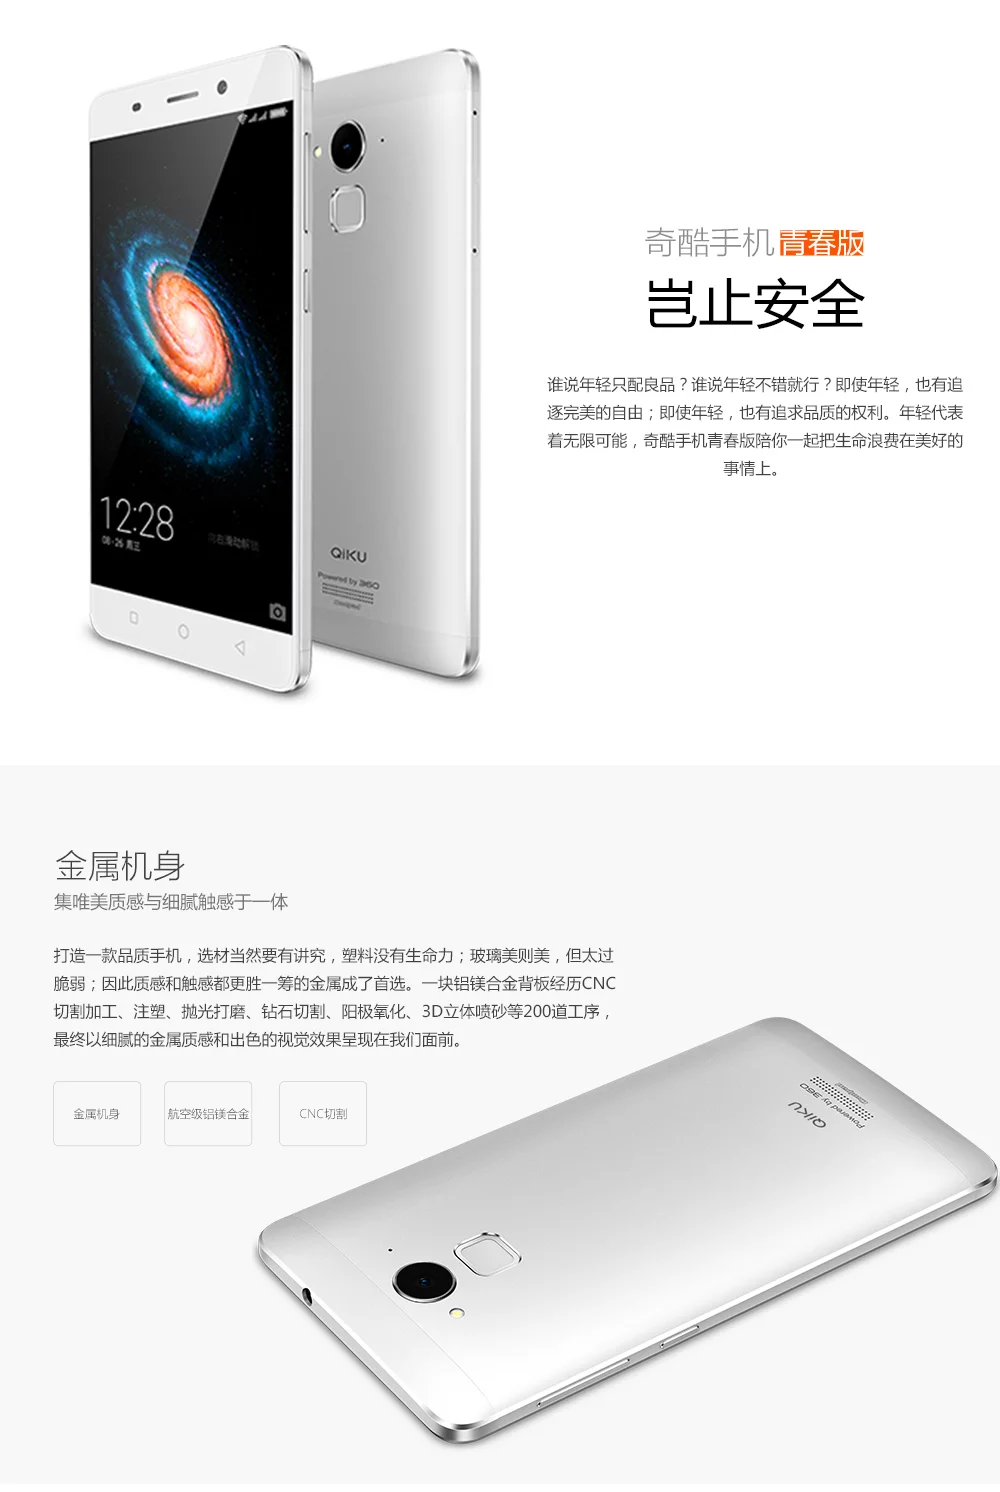 12:28
08-26 周三
向右滑动解锁
QiKU
Powered by 360
奇酷手机 青春版
岂止安全
谁说年轻只配良品？谁说年轻不错就行？即使年轻，也有追
逐完美的自由；即使年轻，也有追求品质的权利。年轻代表
着无限可能，奇酷手机青春版陪你一起把生命浪费在美好的
事情上。
金属机身
集唯美质感与细腻触感于一体
打造一款品质手机，选材当然要有讲究，塑料没有生命力；玻璃美则美，但太过
脆弱；因此质感和触感都更胜一筹的金属成了首选。一块铝镁合金背板经历CNC
切割加工、注塑、抛光打磨、钻石切割、阳极氧化、3D立体喷砂等200道工序，
最终以细腻的金属质感和出色的视觉效果呈现在我们面前。
金属机身
航空级铝镁合金
CNC切割
QiKU
Powered by 360